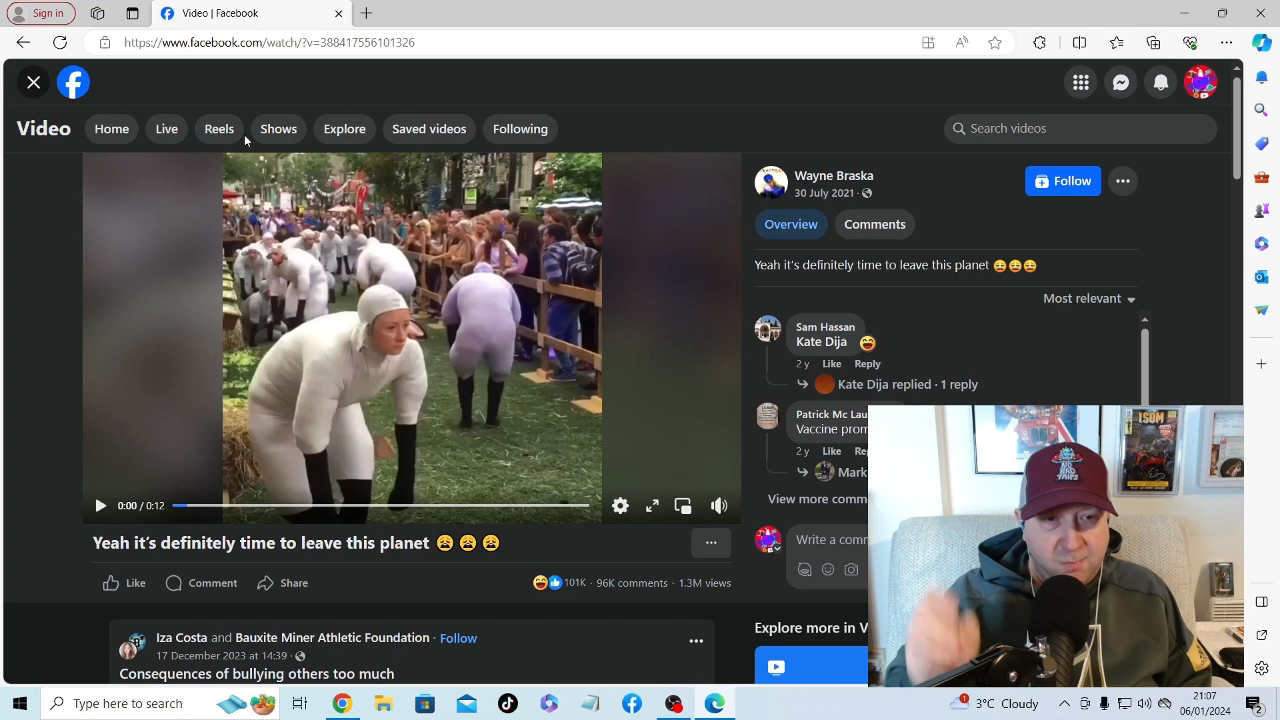 Sign in
Video | Facebook
https://www.facebook.com/watch/?v=388417556101326
Video
Home
Live
Reels
Shows
Explore
Saved videos
Following
Search videos
Wayne Braska
30 July 2021 ·
Follow
Overview
Comments
Yeah it's definitely time to leave this planet 😩😩😩
Most relevant
Sam Hassan
Kate Dija
2 y Like Reply
Kate Dija replied · 1 reply
Patrick Mc Lau
Vaccine prom
2 y Like Rep
Mark
View more comm
Write a com
0:00 / 0:12
Yeah it's definitely time to leave this planet 😩 😩 😩
Like
Comment
Share
101K · 96K comments · 1.3M views
Iza Costa and Bauxite Miner Athletic Foundation · Follow
17 December 2023 at 14:39 ·
Consequences of bullying others too much
Explore more in V
ISOM
Type here to search
1
3°C Cloudy
21:07
06/01/2024
2